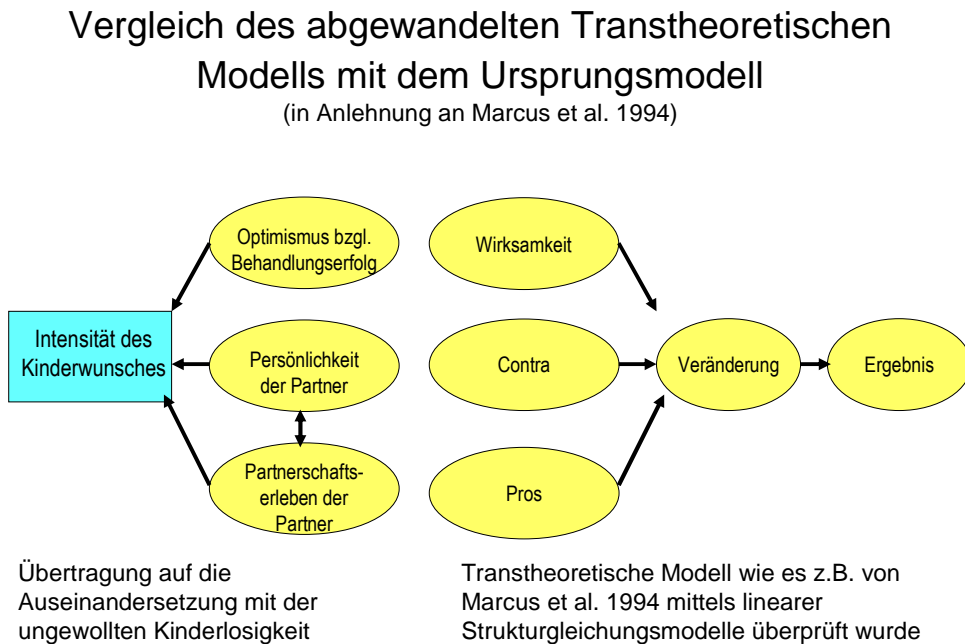 Vergleich des abgewandelten Transtheoretischen
Modells mit dem Ursprungsmodell
(in Anlehnung an Marcus et al. 1994)
Optimismus bzgl.
Behandlungserfolg
Intensität des
Kinderwunsches
Persönlichkeit
der Partner
Partnerschafts-
erleben der
Partner
Wirksamkeit
Contra
Pros
Veränderung
Ergebnis
Übertragung auf die
Auseinandersetzung mit der
ungewollten Kinderlosigkeit
Transtheoretische Modell wie es z.B. von
Marcus et al. 1994 mittels linearer
Strukturgleichungsmodelle überprüft wurde